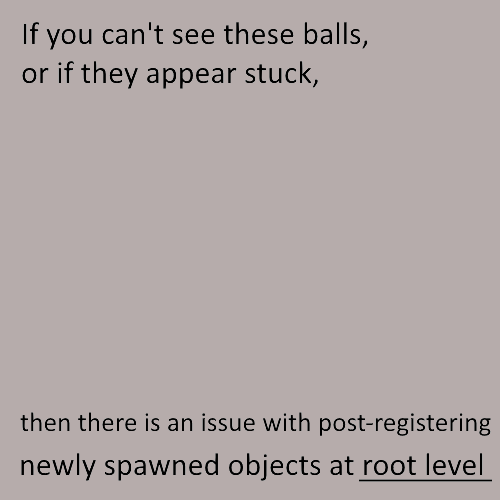 If you can't see these balls,
or if they appear stuck,
then there is an issue with post-registering
newly spawned objects at root level